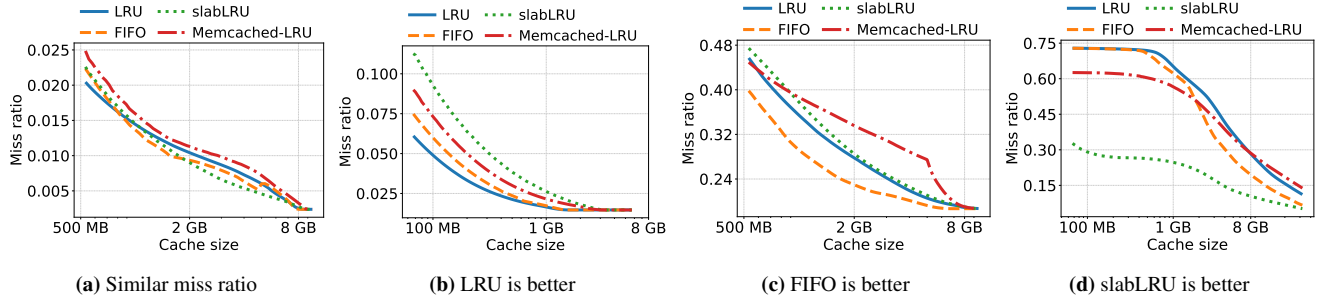 LRU
slabLRU
FIFO
Memcached-LRU
0.025
0.020
0.015
0.010
0.005
Miss ratio
500 MB
2 GB
8 GB
Cache size
(a) Similar miss ratio
LRU
slabLRU
FIFO
Memcached-LRU
0.100
0.075
0.050
0.025
Miss ratio
100 MB
1 GB
8 GB
Cache size
(b) LRU is better
LRU
slabLRU
FIFO
Memcached-LRU
0.48
0.40
0.32
0.24
Miss ratio
500 MB
2 GB
8 GB
Cache size
(c) FIFO is better
LRU
slabLRU
FIFO
Memcached-LRU
0.75
0.60
0.45
0.30
0.15
Miss ratio
100 MB
1 GB
8 GB
Cache size
(d) slabLRU is better